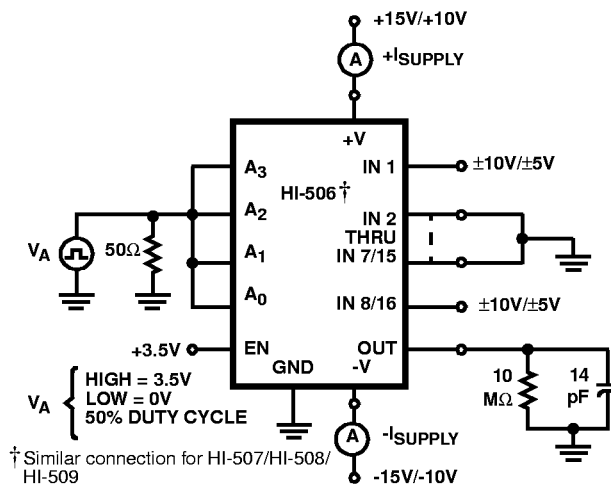 +15V/+10V
A
+ISUPPLY
+V
A3
IN 1
±10V/±5V
HI-506†
A2
IN 2
THRU
VA
50Ω
A1
IN 7/15
A0
IN 8/16
±10V/±5V
+3.5V
EN
OUT
GND
-V
VA
HIGH = 3.5V
LOW = 0V
50% DUTY CYCLE
10
MΩ
14
pF
A
-ISUPPLY
-15V/-10V
† Similar connection for HI-507/HI-508/
HI-509